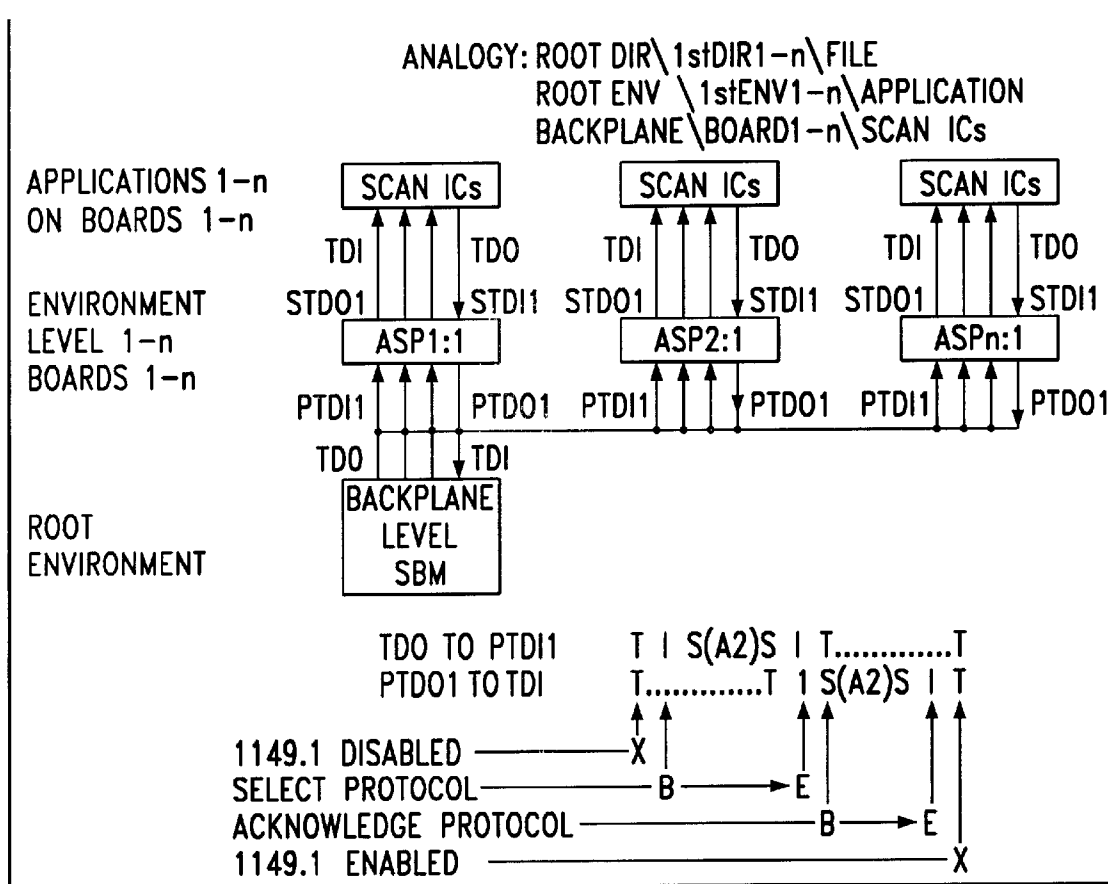 ANALOGY: ROOT DIR\1stDIR1-n\FILE
ROOT ENV \1stENV1-n\APPLICATION
BACKPLANE\BOARD1-n\SCAN ICs
APPLICATIONS 1-n
ON BOARDS 1-n
SCAN ICs SCAN ICs SCAN ICs
TDI TDO TDI TDO TDI TDO
ENVIRONMENT
LEVEL 1-n
BOARDS 1-n
STDO1 STDI1 STDO1 STDI1 STDO1 STDI1
ASP1:1 ASP2:1 ASPn:1
PTDI1 PTDO1 PTDI1 PTDO1 PTDI1 PTDO1
TDO TDI
ROOT
ENVIRONMENT
BACKPLANE
LEVEL
SBM
TDO TO PTDI1 T I S(A2)S I T.............T
PTDO1 TO TDI T.............T 1 S(A2)S I T
1149.1 DISABLED X
SELECT PROTOCOL B E
ACKNOWLEDGE PROTOCOL B E
1149.1 ENABLED X